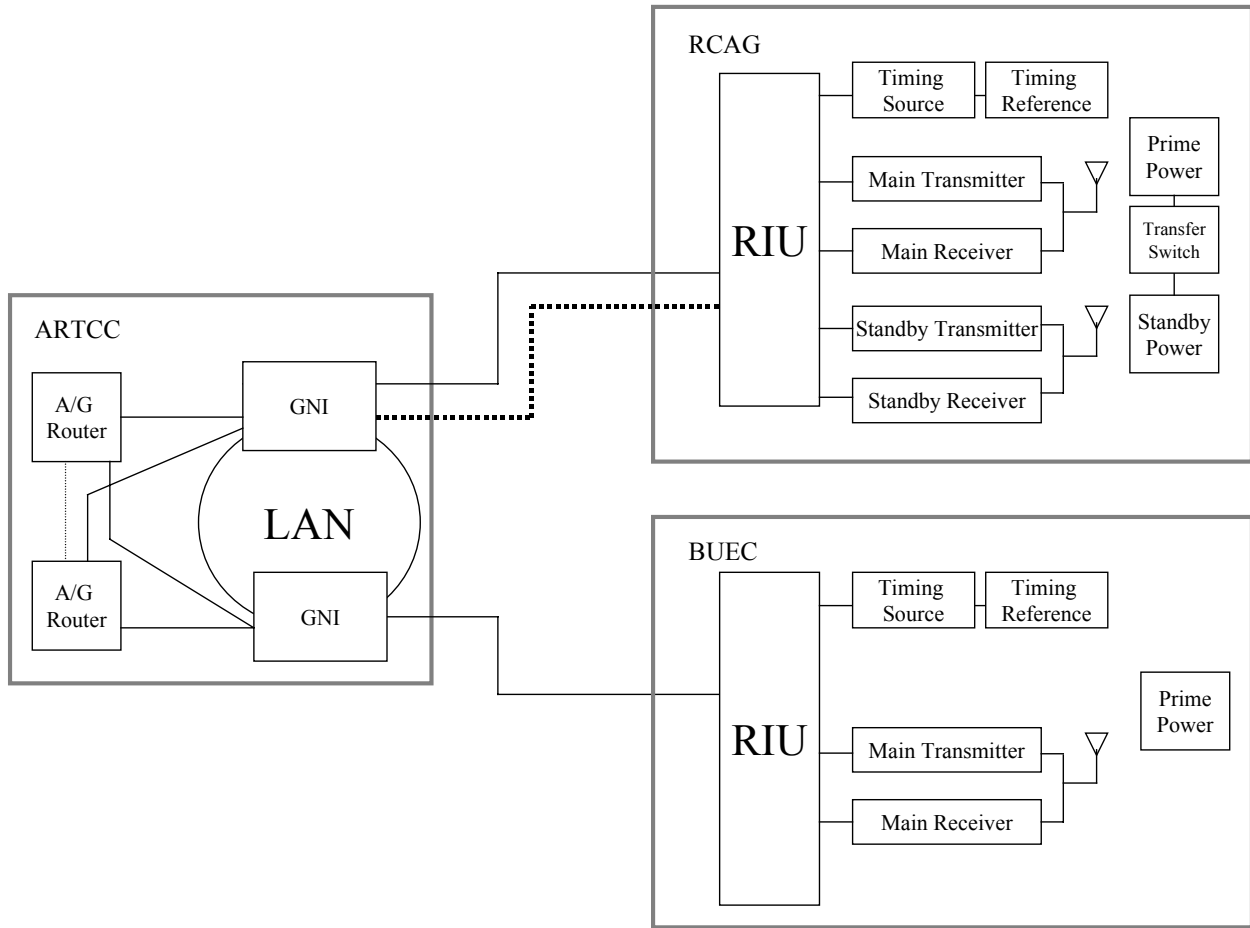 RCAG
Timing
Source
Timing
Reference
Prime
Power
Main Transmitter
Transfer
Switch
RIU
Main Receiver
Standby Transmitter
Standby
Power
Standby Receiver
ARTCC
A/G
Router
GNI
LAN
A/G
Router
GNI
BUEC
Timing
Source
Timing
Reference
Prime
Power
RIU
Main Transmitter
Main Receiver